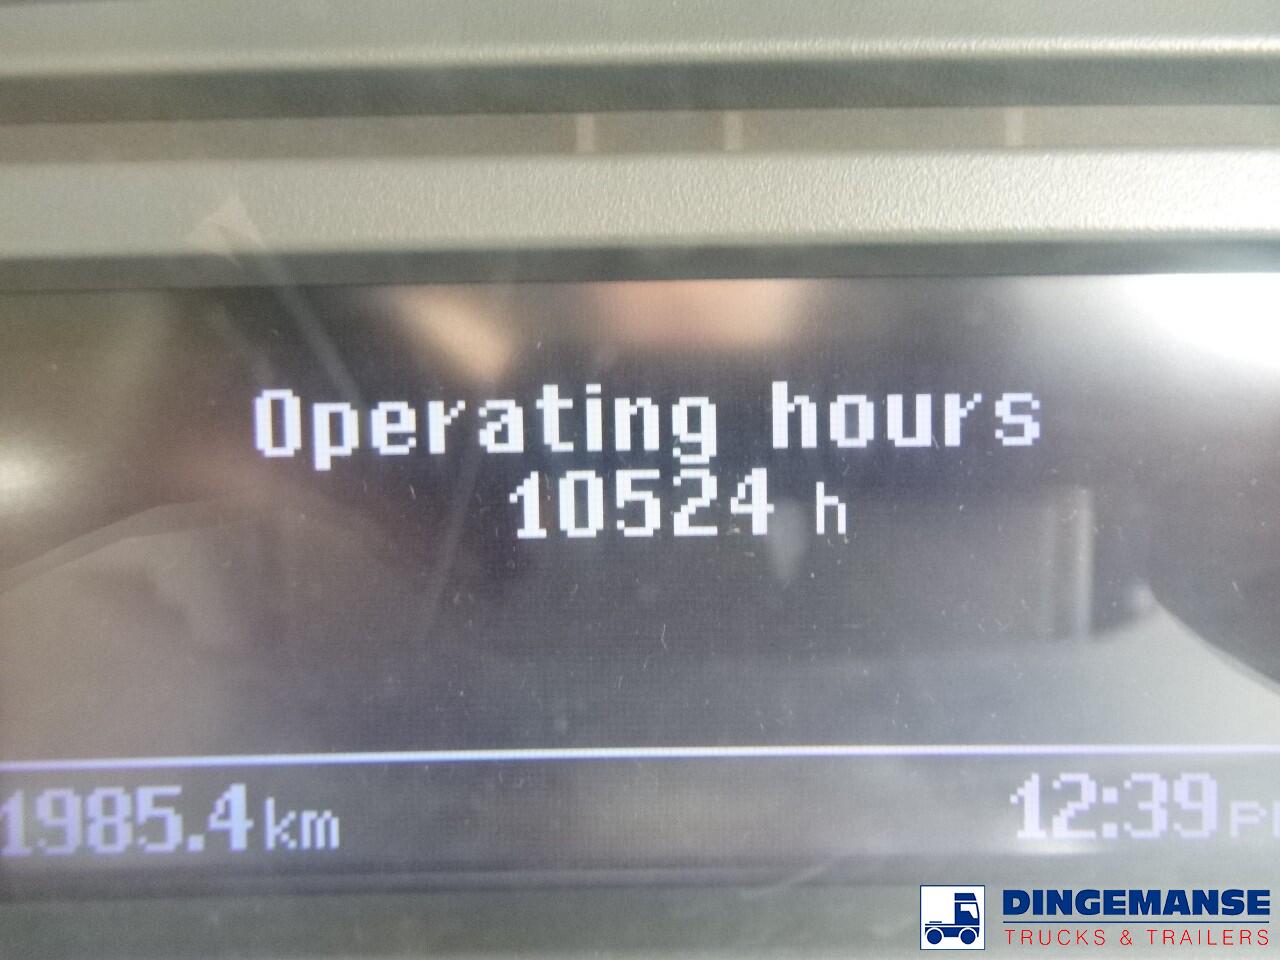 Operating hours
10524 h
1985.4 km
12:39
DINGEMANSE
TRUCKS & TRAILERS